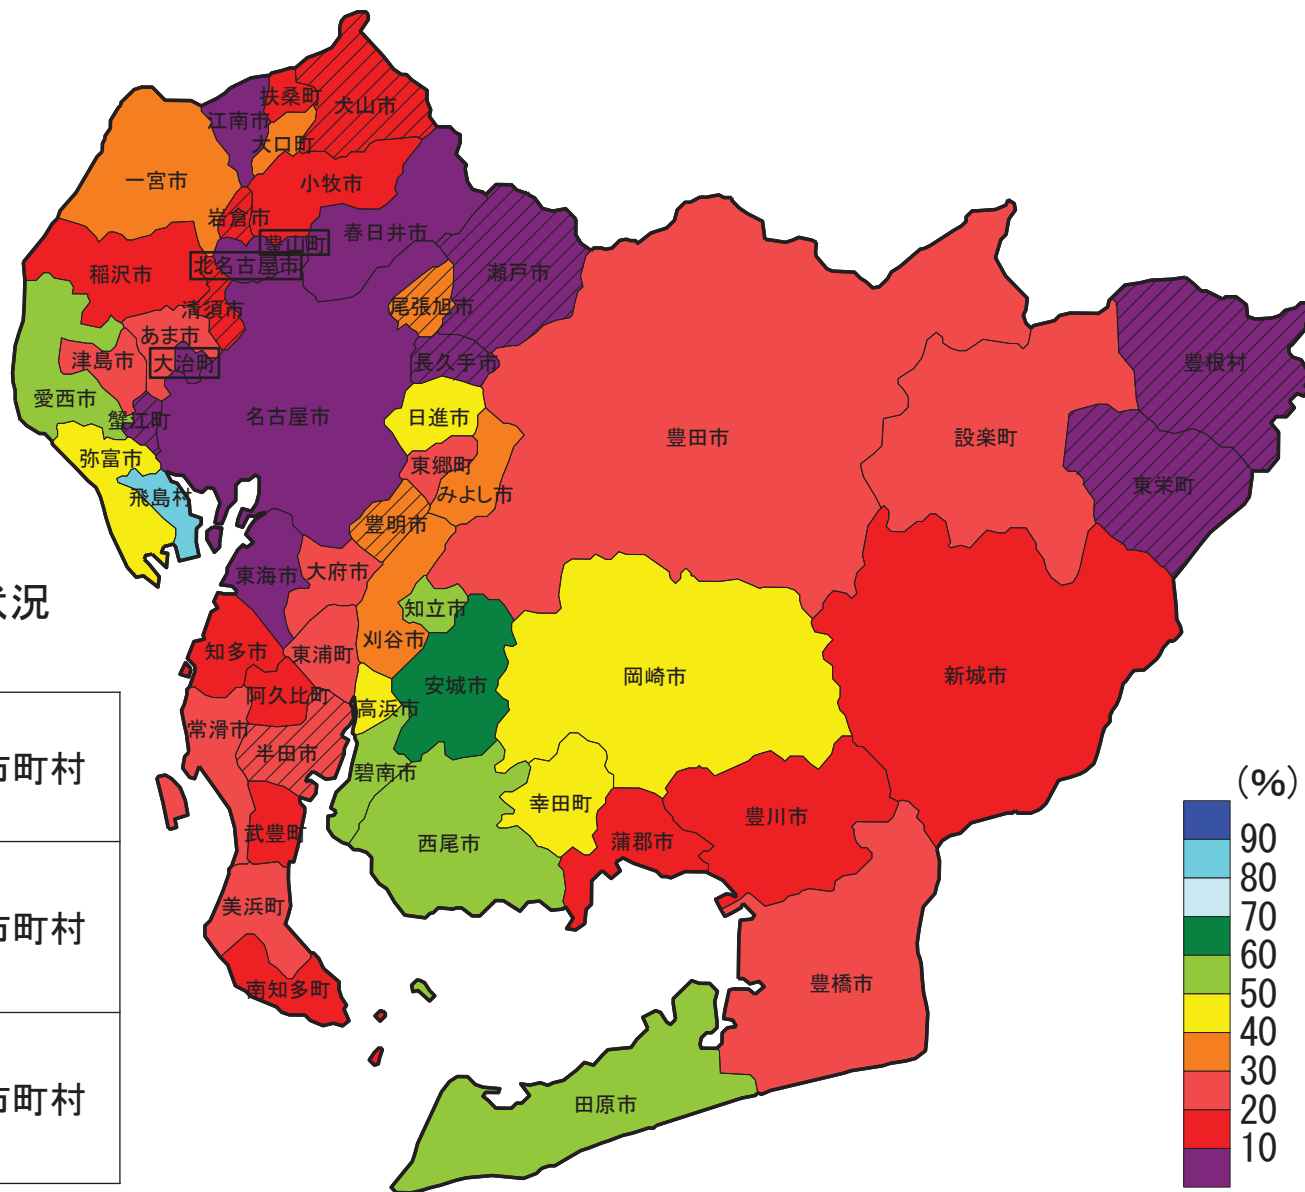 扶桑町
犬山市
江南市
大口町
一宮市
小牧市
岩倉市
春日井市
豊山町
北名古屋市
稲沢市
瀬戸市
清須市
尾張旭市
あま市
津島市
大治町
長久手市
豊根村
愛西市
蟹江町
名古屋市
日進市
豊田市
設楽町
弥富市
東郷町
東栄町
飛島村
みよし市
豊明市
東海市
大府市
状況
知立市
知多市
東浦町
刈谷市
阿久比町
安城市
岡崎市
新城市
高浜市
常滑市
半田市
市町村
碧南市
(%)
幸田町
豊川市
武豊町
西尾市
蒲郡市
90
80
美浜町
70
市町村
60
南知多町
豊橋市
50
40
30
市町村
田原市
20
10